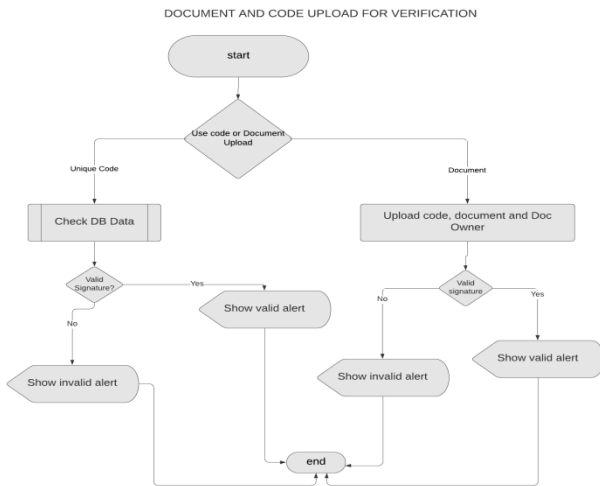 DOCUMENT AND CODE UPLOAD FOR VERIFICATION
start
Use code or Document
Upload
Unique Code
Document
Check DB Data
Upload code, document and Doc
Owner
Valid
Signature?
Yes
No
Show valid alert
Valid
signature
No
Yes
Show invalid alert
Show invalid alert
Show valid alert
end